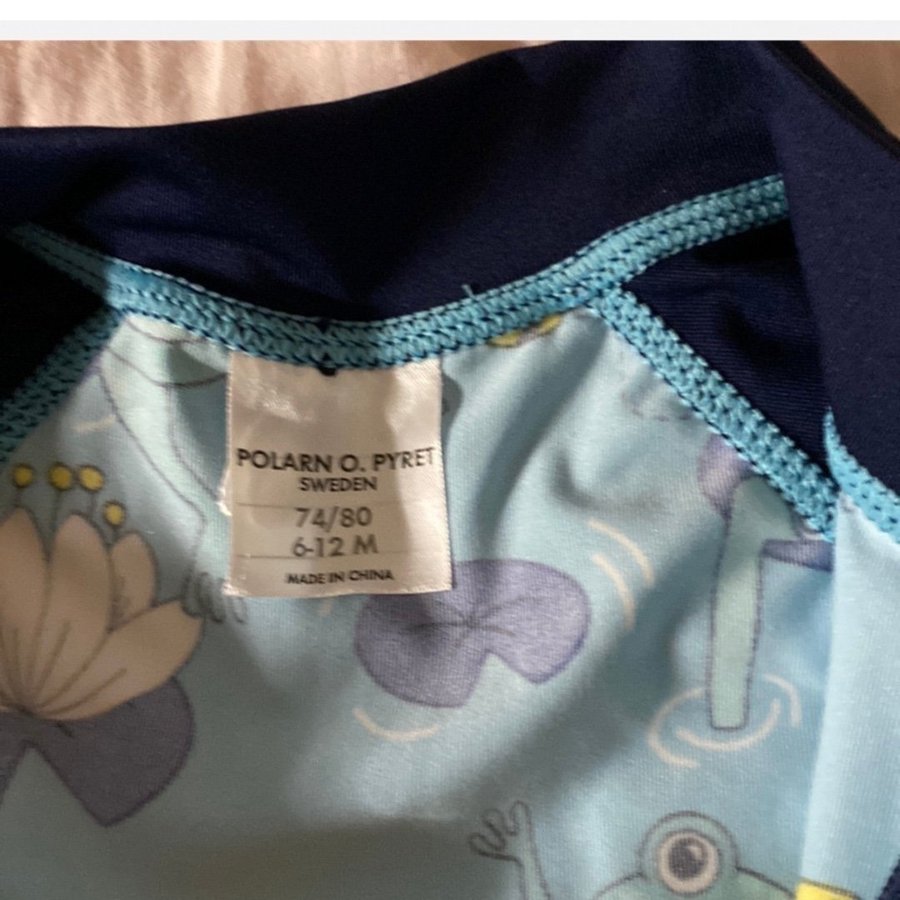 POLARN O. PYRET
SWEDEN
74/80
6-12 M
MADE IN CHINA